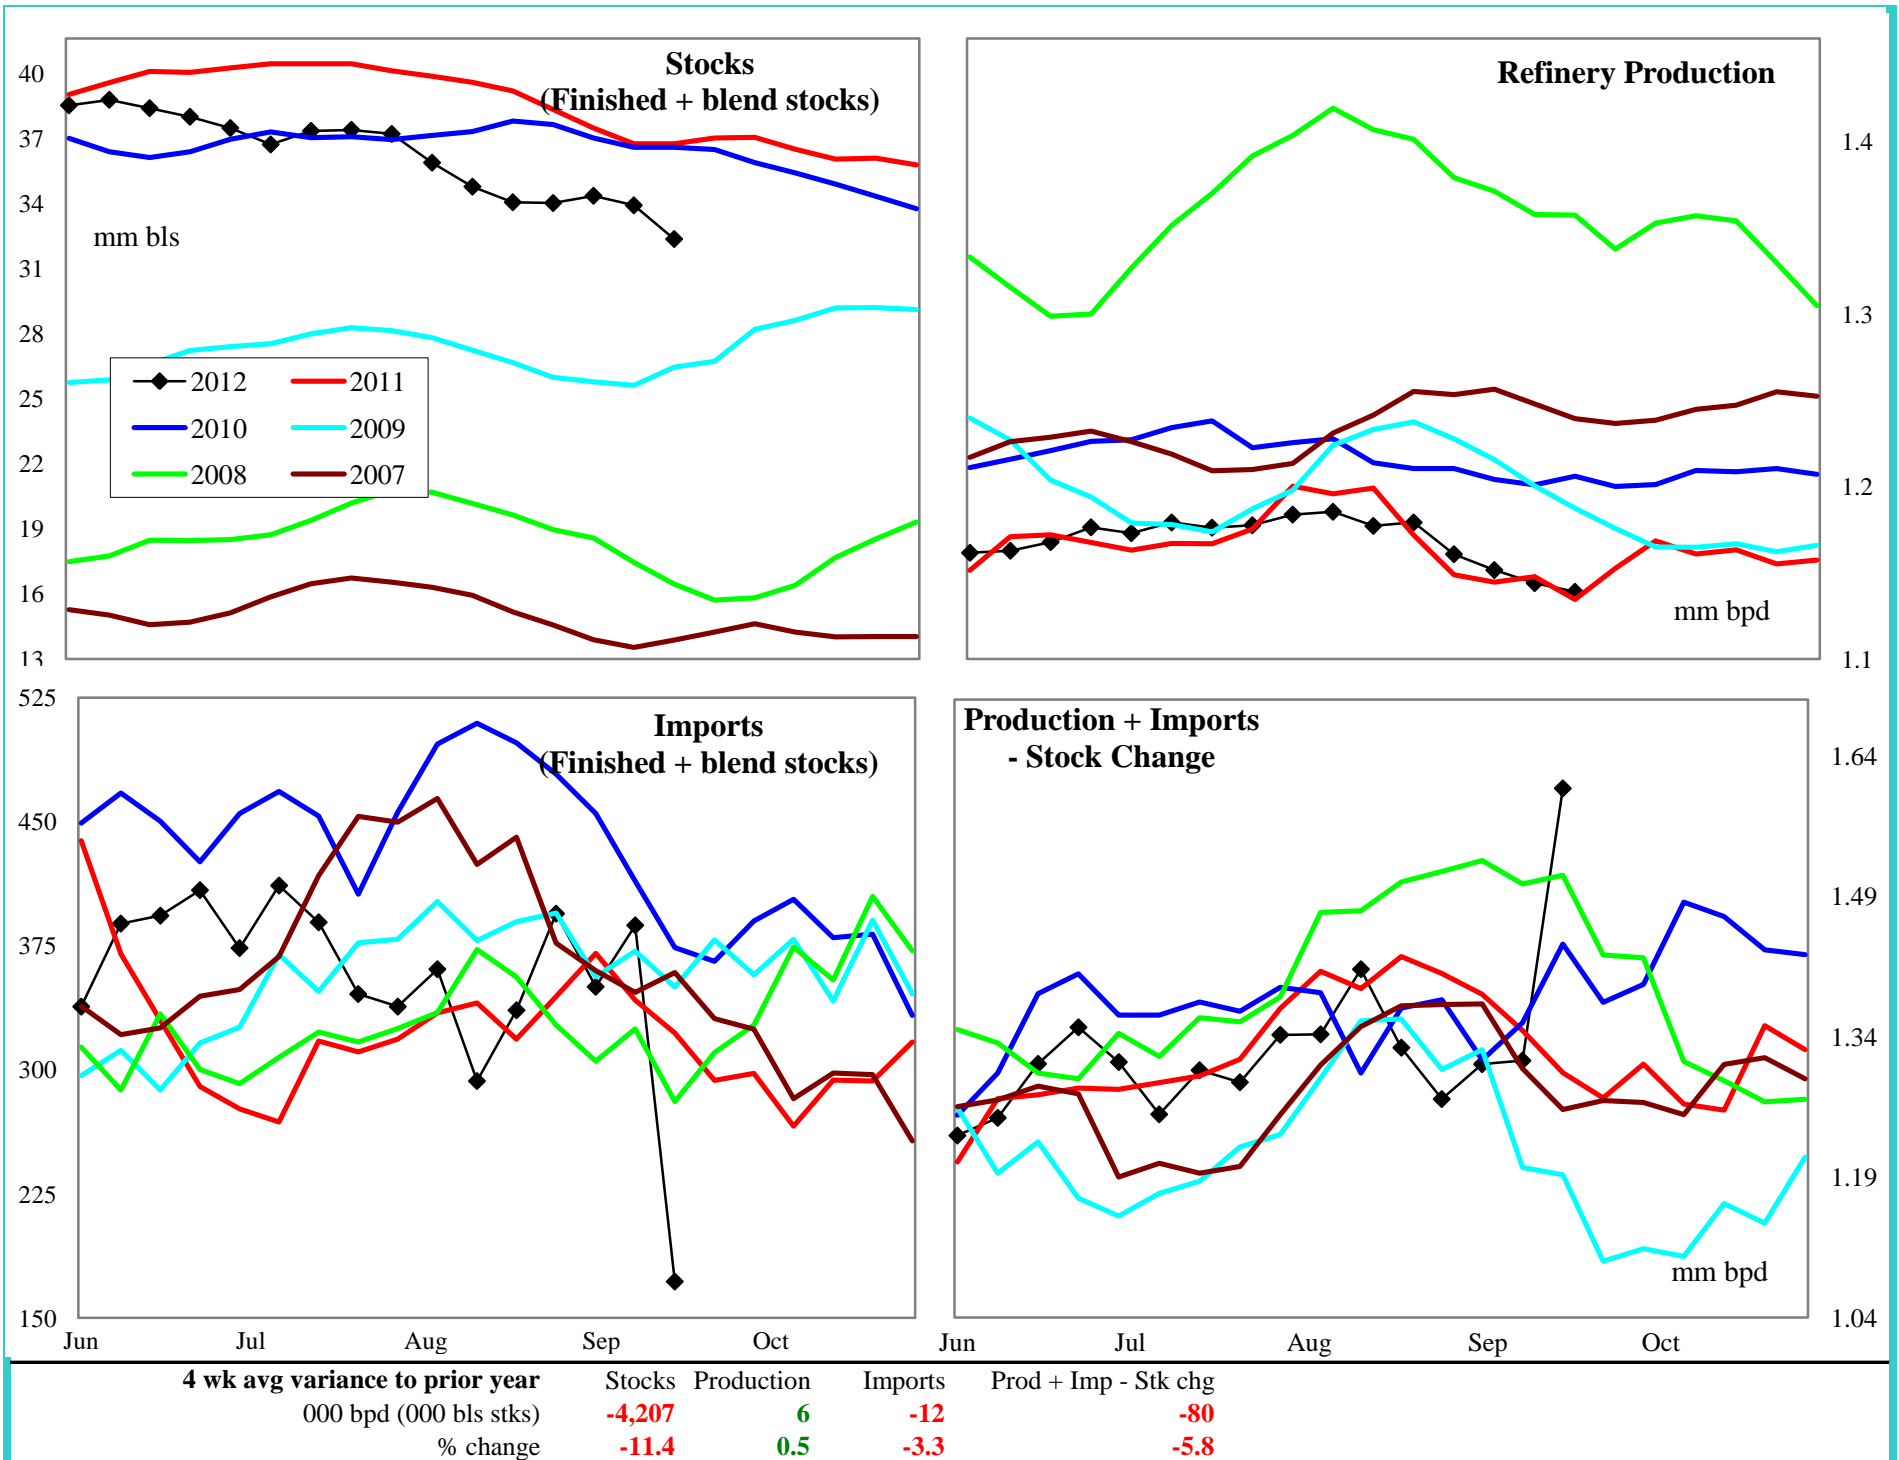 Stocks
(Finished + blend stocks)
40
37
34
31
28
25
22
19
16
13
mm bls
2012
2011
2010
2009
2008
2007
Refinery Production
1.4
1.3
1.2
1.1
mm bpd
Imports
(Finished + blend stocks)
525
450
375
300
225
150
Jun
Jul
Aug
Sep
Oct
Production + Imports
- Stock Change
1.64
1.49
1.34
1.19
1.04
mm bpd
Jun
Jul
Aug
Sep
Oct
4 wk avg variance to prior year Stocks Production Imports Prod + Imp - Stk chg
000 bpd (000 bls stks) -4,207 6 -12 -80
% change -11.4 0.5 -3.3 -5.8